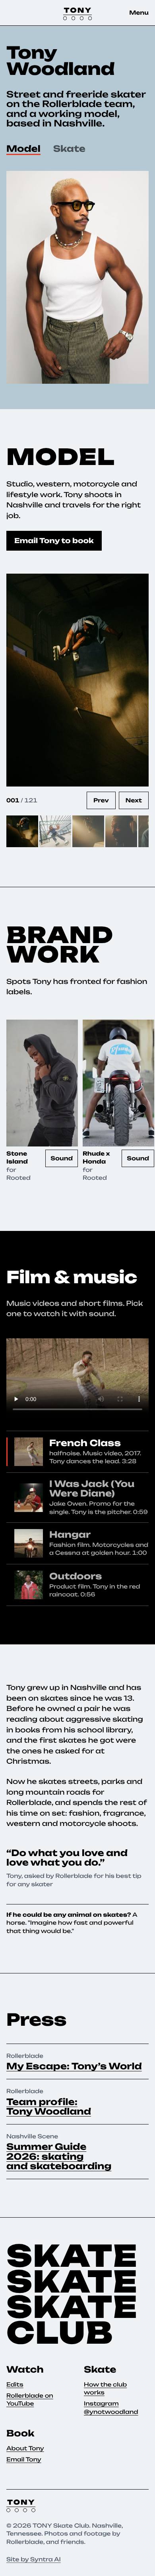 TONY
Menu
Tony
Woodland
Street and freeride skater
on the Rollerblade team,
and a working model,
based in Nashville.
Model
Skate
MODEL
Studio, western, motorcycle and
lifestyle work. Tony shoots in
Nashville and travels for the right
job.
Email Tony to book
001 / 121
Prev
Next
BRAND
WORK
Spots Tony has fronted for fashion
labels.
Stone
Island
for
Rooted
Sound
Rhude x
Honda
for
Rooted
Sound
Film & music
Music videos and short films. Pick
one to watch it with sound.
0:00
French Class
halfnoise. Music video, 2017.
Tony dances the lead. 3:28
I Was Jack (You
Were Diane)
Jake Owen. Promo for the
single. Tony is the pitcher. 0:59
Hangar
Fashion film. Motorcycles and
a Cessna at golden hour. 1:00
Outdoors
Product film. Tony in the red
raincoat. 0:56
Tony grew up in Nashville and has
been on skates since he was 13.
Before he owned a pair he was
reading about aggressive skating
in books from his school library,
and the first skates he got were
the ones he asked for at
Christmas.
Now he skates streets, parks and
long mountain roads for
Rollerblade, and spends the rest of
his time on set: fashion, fragrance,
western and motorcycle shoots.
“Do what you love and
love what you do.”
Tony, asked by Rollerblade for his best tip
for any skater
If he could be any animal on skates? A
horse. “Imagine how fast and powerful
that thing would be.”
Press
Rollerblade
My Escape: Tony’s World
Rollerblade
Team profile:
Tony Woodland
Nashville Scene
Summer Guide
2026: skating
and skateboarding
SKATE
SKATE
SKATE
CLUB
Watch
Edits
Rollerblade on
YouTube
Skate
How the club
works
Instagram
@ynotwoodland
Book
About Tony
Email Tony
TONY
© 2026 TONY Skate Club. Nashville,
Tennessee. Photos and footage by
Rollerblade, and friends.
Site by Syntra AI